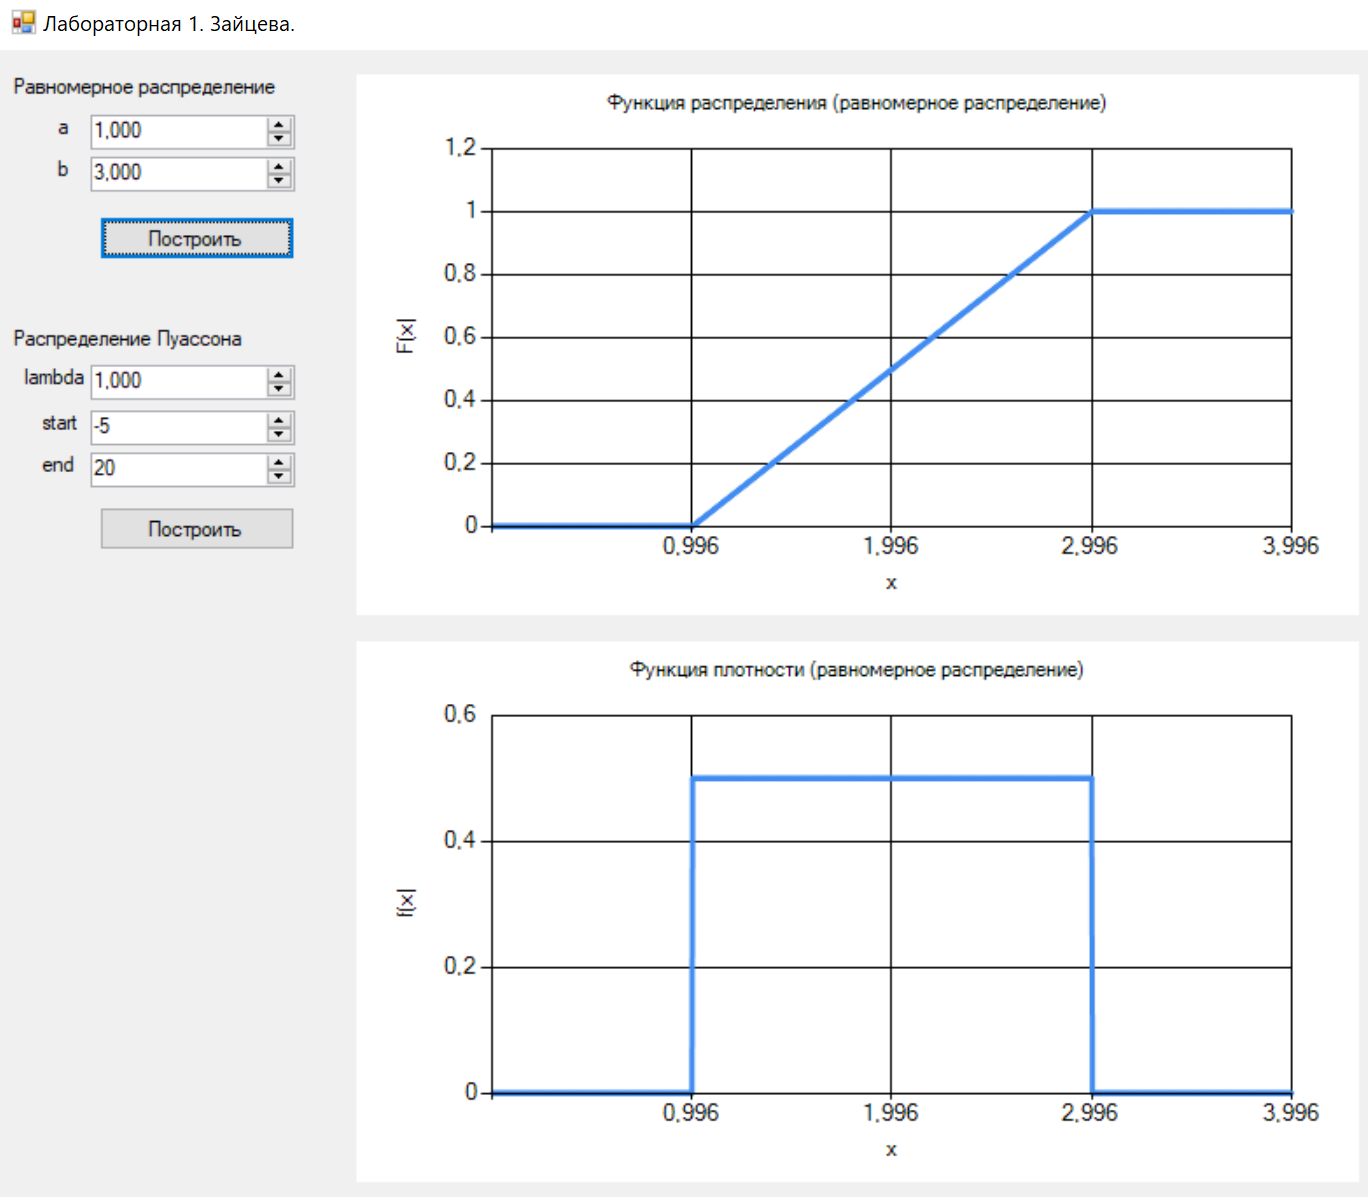 Лабораторная 1. Зайцева.
Равномерное распределение
a 1,000
b 3,000
Построить
Распределение Пуассона
lambda 1,000
start -5
end 20
Построить
Функция распределения (равномерное распределение)
1,2
1
0,8
0,6
0,4
0,2
0
F(x)
0,996 1,996 2,996 3,996
x
Функция плотности (равномерное распределение)
0,6
0,4
0,2
0
f(x)
0,996 1,996 2,996 3,996
x